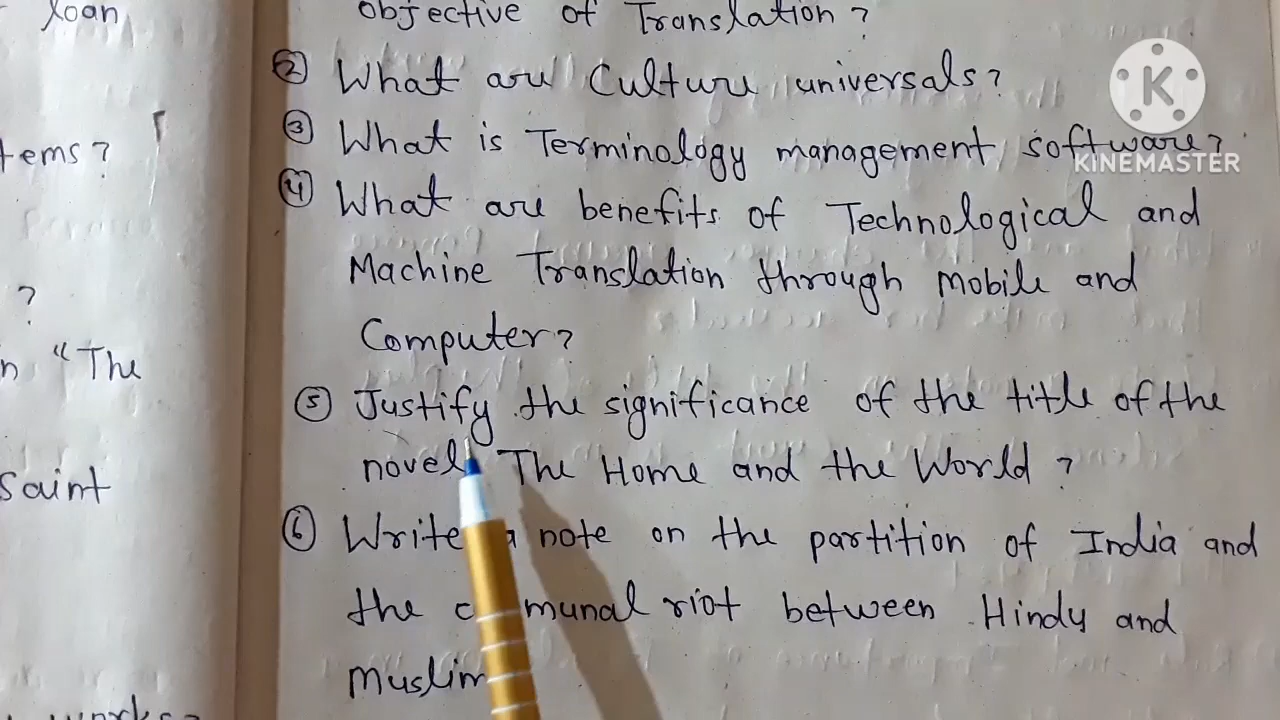 loan
tems?
?
n "The
saint
works?
objective of Translation?
② What are Culture universals?
③ What is Terminology management software?
④ What are benefits of Technological and
Machine Translation through mobile and
Computer?
⑤ Justify the significance of the title of the
novel The Home and the World?
⑥ Write a note on the partition of India and
the communal riot between Hindy and
Muslim
K
KINEMASTER